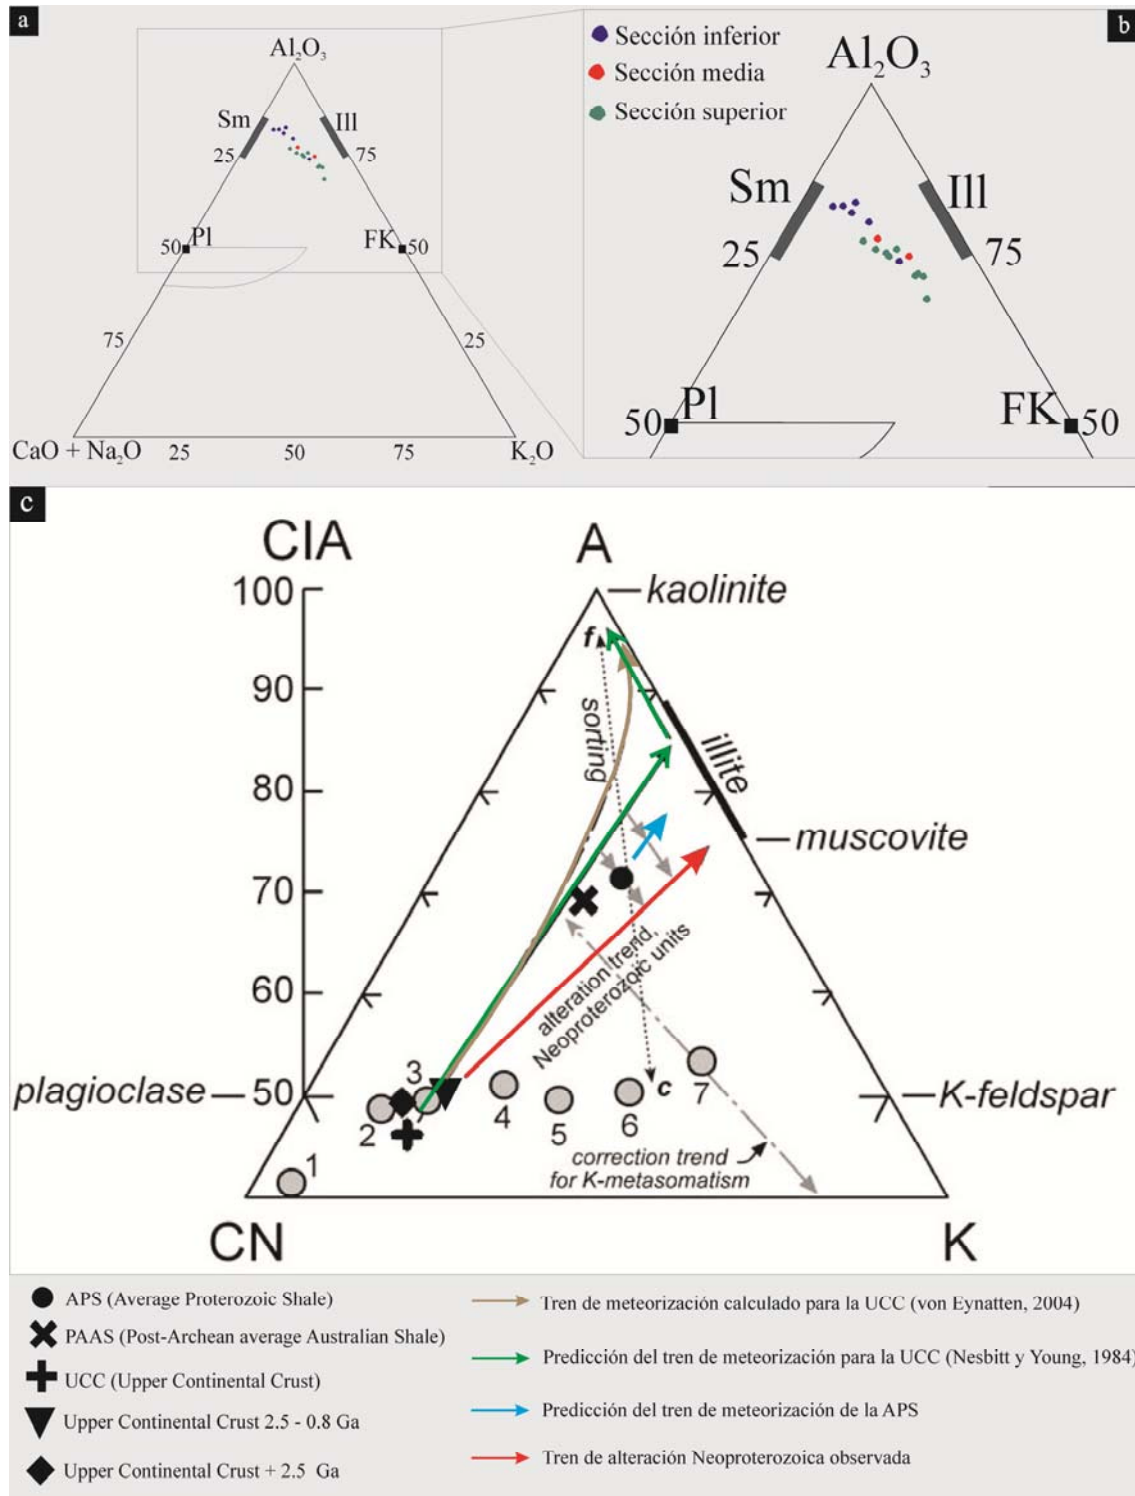 a
Al₂O₃
Sm
Ill
25
75
50
Pl
FK
50
75
25
CaO + Na₂O
25
50
75
K₂O
b
Sección inferior
Sección media
Sección superior
Al₂O₃
Sm
Ill
25
75
50
Pl
FK
50
c
CIA
A
100
kaolinite
f
90
sorting
illite
80
muscovite
70
alteration trend,
Neoproterozoic units
60
plagioclase
50
K-feldspar
1
2
3
4
5
6
7
c
correction trend
for K-metasomatism
CN
K
APS (Average Proterozoic Shale)
PAAS (Post-Archean average Australian Shale)
UCC (Upper Continental Crust)
Upper Continental Crust 2.5 - 0.8 Ga
Upper Continental Crust + 2.5 Ga
Tren de meteorización calculado para la UCC (von Eynatten, 2004)
Predicción del tren de meteorización para la UCC (Nesbitt y Young, 1984)
Predicción del tren de meteorización de la APS
Tren de alteración Neoproterozoica observada